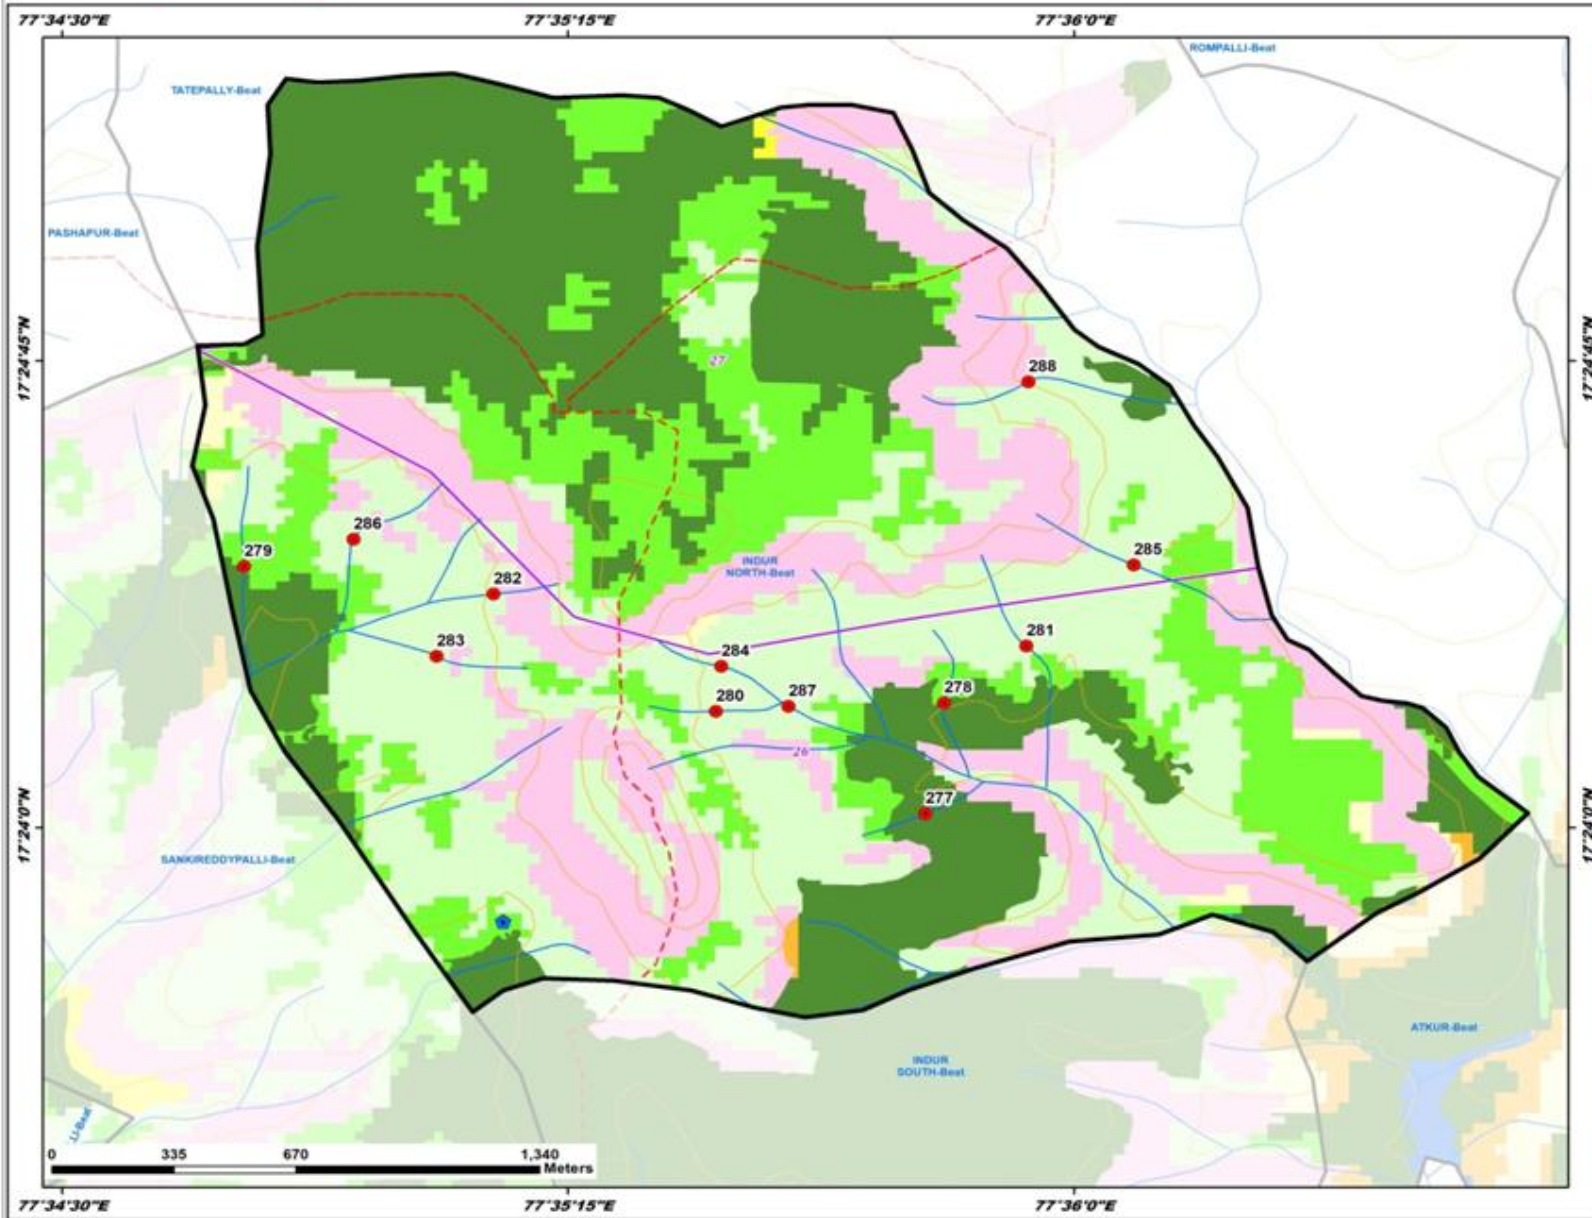 77°34'30"E 77°35'15"E 77°36'0"E
ROMPALLI-Beat
TATEPALLY-Beat
PASHAPUR-Beat
17°24'45"N 17°24'45"N
27
288
286
279
INDUR
NORTH-Beat
285
282
283
281
284
280
287
278
26
277
17°24'0"N 17°24'0"N
SANKIREDDYPALLI-Beat
ATKUR-Beat
INDUR
SOUTH-Beat
LI-Beat
0 335 670 1,340
Meters
77°34'30"E 77°35'15"E 77°36'0"E